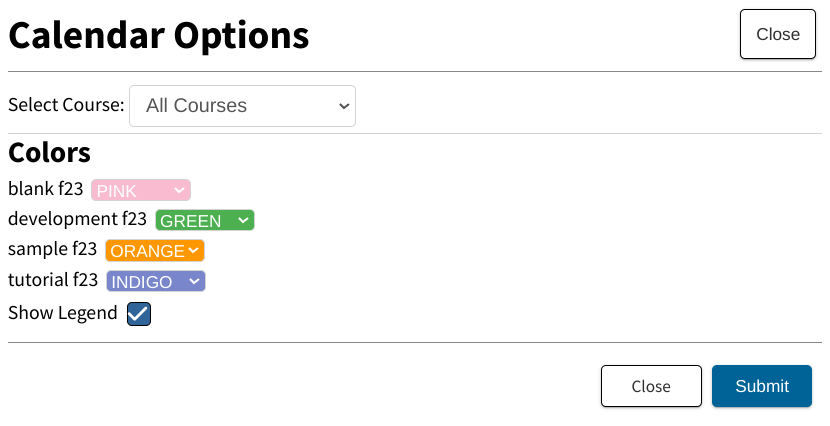 Calendar Options
Close
Select Course: All Courses
Colors
blank f23 PINK
development f23 GREEN
sample f23 ORANGE
tutorial f23 INDIGO
Show Legend
Close Submit